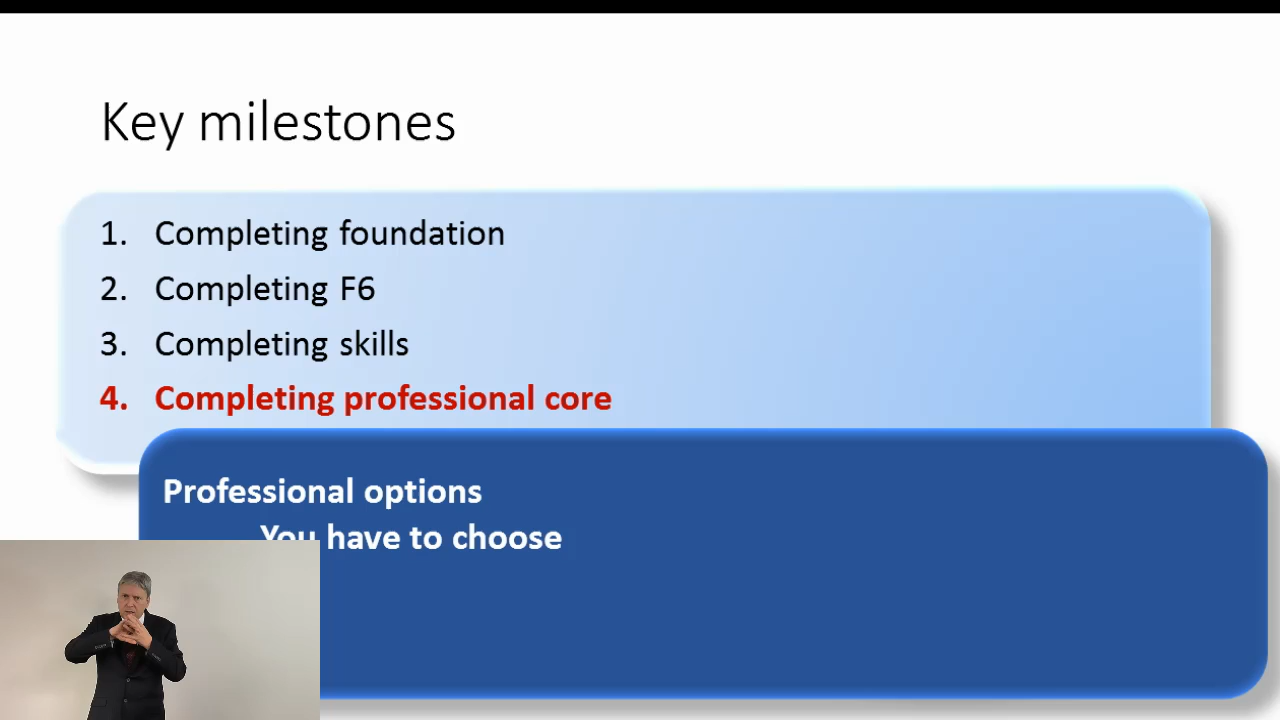 Key milestones
1. Completing foundation
2. Completing F6
3. Completing skills
4. Completing professional core
Professional options
You have to choose